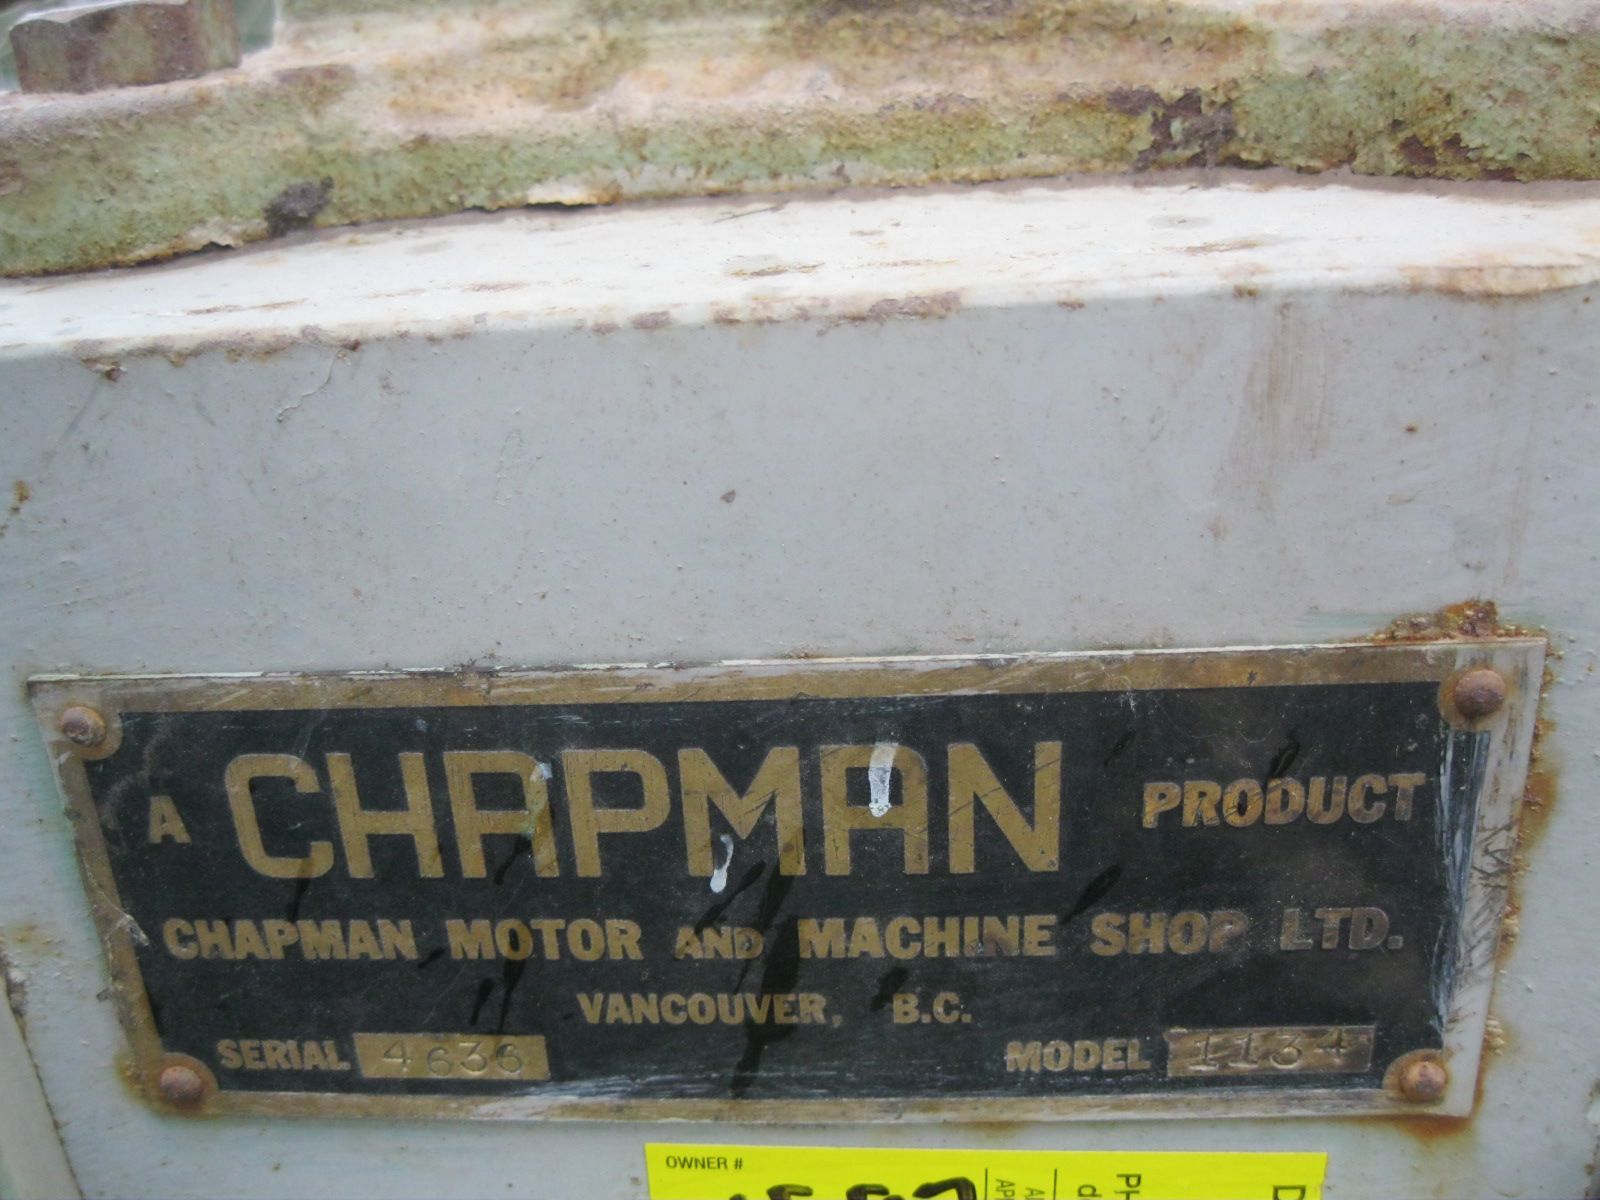 A CHAPMAN PRODUCT
CHAPMAN MOTOR AND MACHINE SHOP LTD.
VANCOUVER, B.C.
SERIAL 4636 MODEL 1134
OWNER #